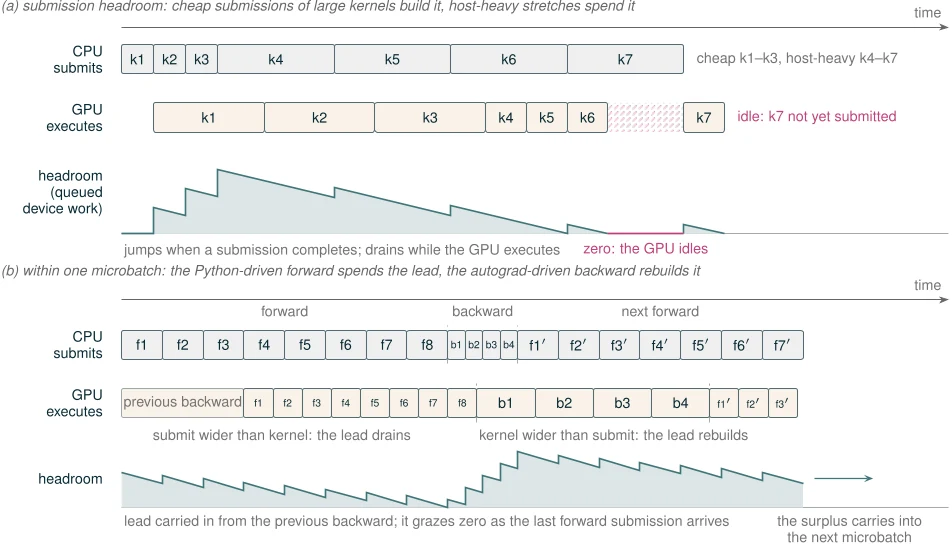 (a) submission headroom: cheap submissions of large kernels build it, host-heavy stretches spend it
time
CPU
submits
k1 k2 k3 k4 k5 k6 k7
cheap k1–k3, host-heavy k4–k7
GPU
executes
k1 k2 k3 k4 k5 k6 k7
idle: k7 not yet submitted
headroom
(queued
device work)
jumps when a submission completes; drains while the GPU executes
zero: the GPU idles
(b) within one microbatch: the Python-driven forward spends the lead, the autograd-driven backward rebuilds it
time
forward backward next forward
CPU
submits
f1 f2 f3 f4 f5 f6 f7 f8 b1 b2 b3 b4 f1′ f2′ f3′ f4′ f5′ f6′ f7′
GPU
executes
previous backward f1 f2 f3 f4 f5 f6 f7 f8 b1 b2 b3 b4 f1′ f2′ f3′
submit wider than kernel: the lead drains
kernel wider than submit: the lead rebuilds
headroom
lead carried in from the previous backward; it grazes zero as the last forward submission arrives
the surplus carries into
the next microbatch